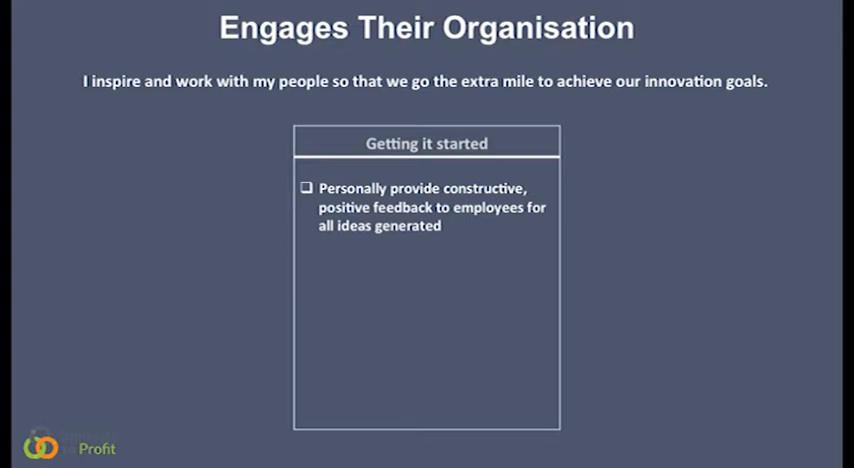 Engages Their Organisation
I inspire and work with my people so that we go the extra mile to achieve our innovation goals.
Getting it started
❑ Personally provide constructive,
positive feedback to employees for
all ideas generated
Profit